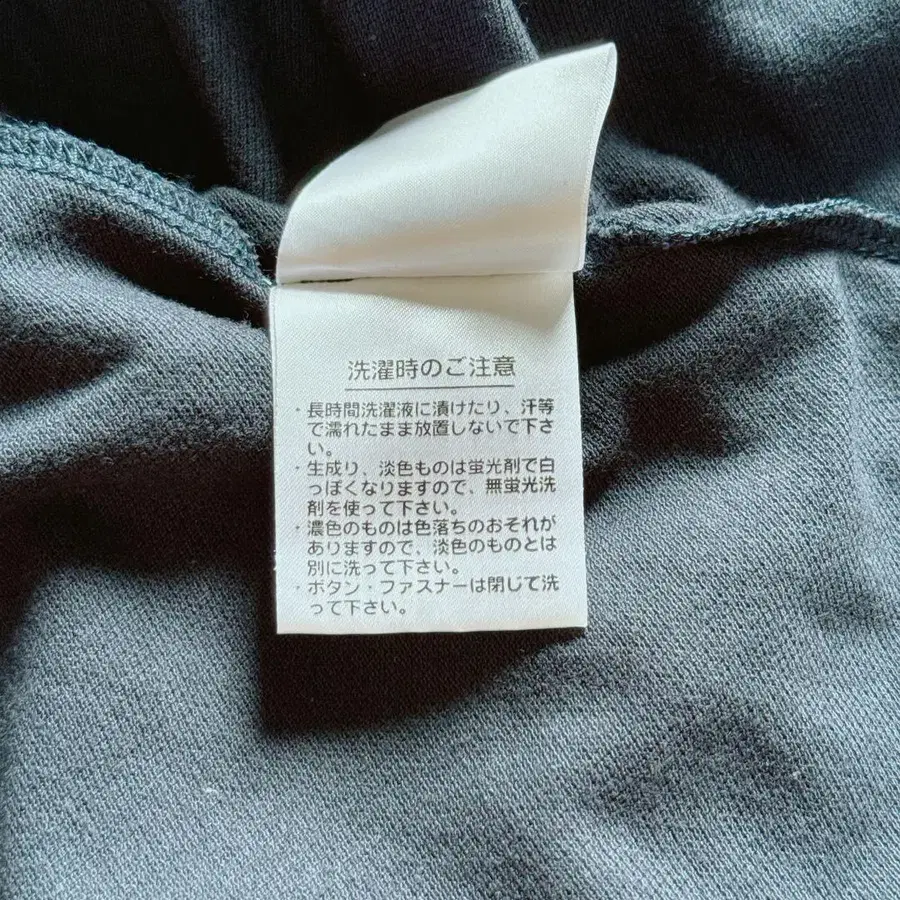 洗濯時のご注意
・長時間洗濯液に漬けたり、汗等
で濡れたまま放置しないで下さ
い。
・生成り、淡色ものは蛍光剤で白
っぽくなりますので、無蛍光洗
剤を使って下さい。
・濃色のものは色落ちのおそれが
ありますので、淡色のものとは
別に洗って下さい。
・ボタン・ファスナーは閉じて洗
って下さい。